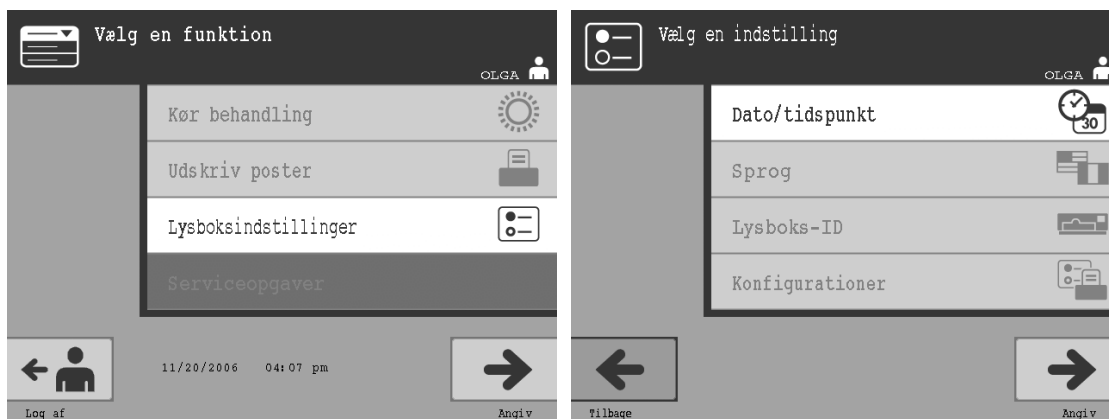 Vælg en funktion
OLGA
Kør behandling
Udskriv poster
Lysboksindstillinger
Serviceopgaver
11/20/2006 04:07 pm
Log af
Angiv
Vælg en indstilling
OLGA
Dato/tidspunkt
30
Sprog
Lysboks-ID
Konfigurationer
Tilbage
Angiv